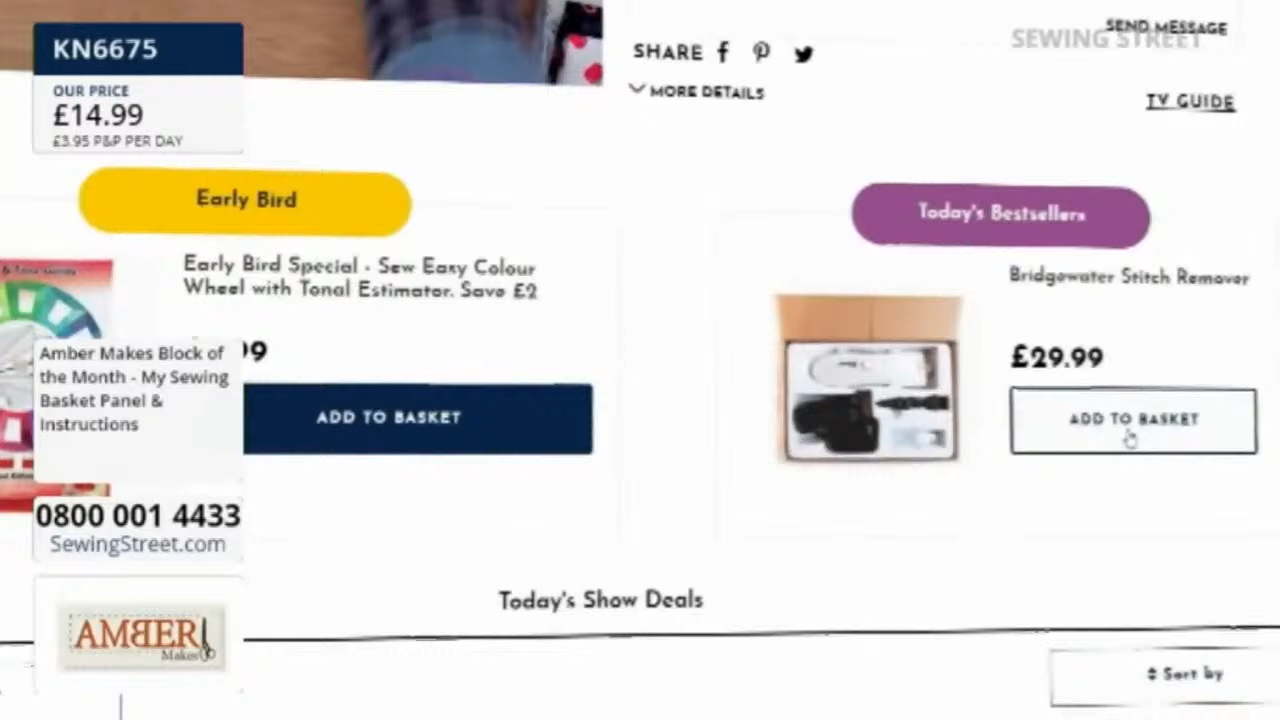 KN6675
OUR PRICE
£14.99
£3.95 P&P PER DAY
SHARE
MORE DETAILS
SEND MESSAGE
SEWING STREET
TV GUIDE
Early Bird
Early Bird Special - Sew Easy Colour
Wheel with Tonal Estimator. Save £2
99
ADD TO BASKET
Today's Bestsellers
Bridgewater Stitch Remover
£29.99
ADD TO BASKET
Amber Makes Block of
the Month - My Sewing
Basket Panel &
Instructions
0800 001 4433
SewingStreet.com
AMBER
Makes
Today's Show Deals
Sort by